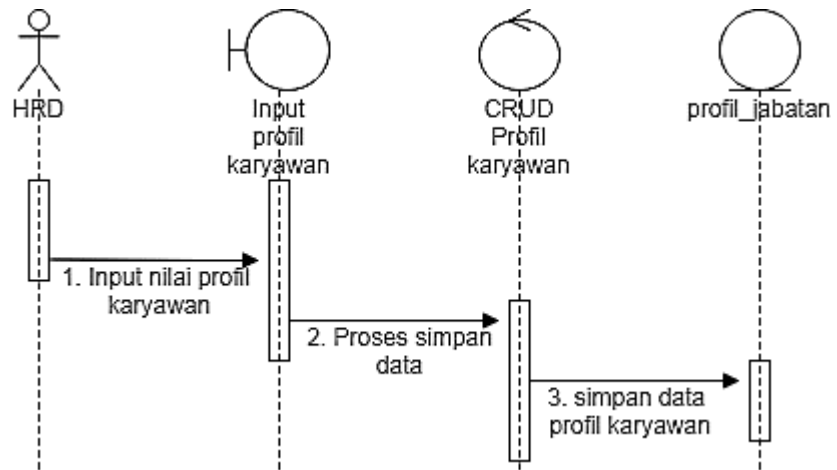 HRD
Input
profil
karyawan
CRUD
Profil
karyawan
profil_jabatan
1. Input nilai profil
karyawan
2. Proses simpan
data
3. simpan data
profil karyawan